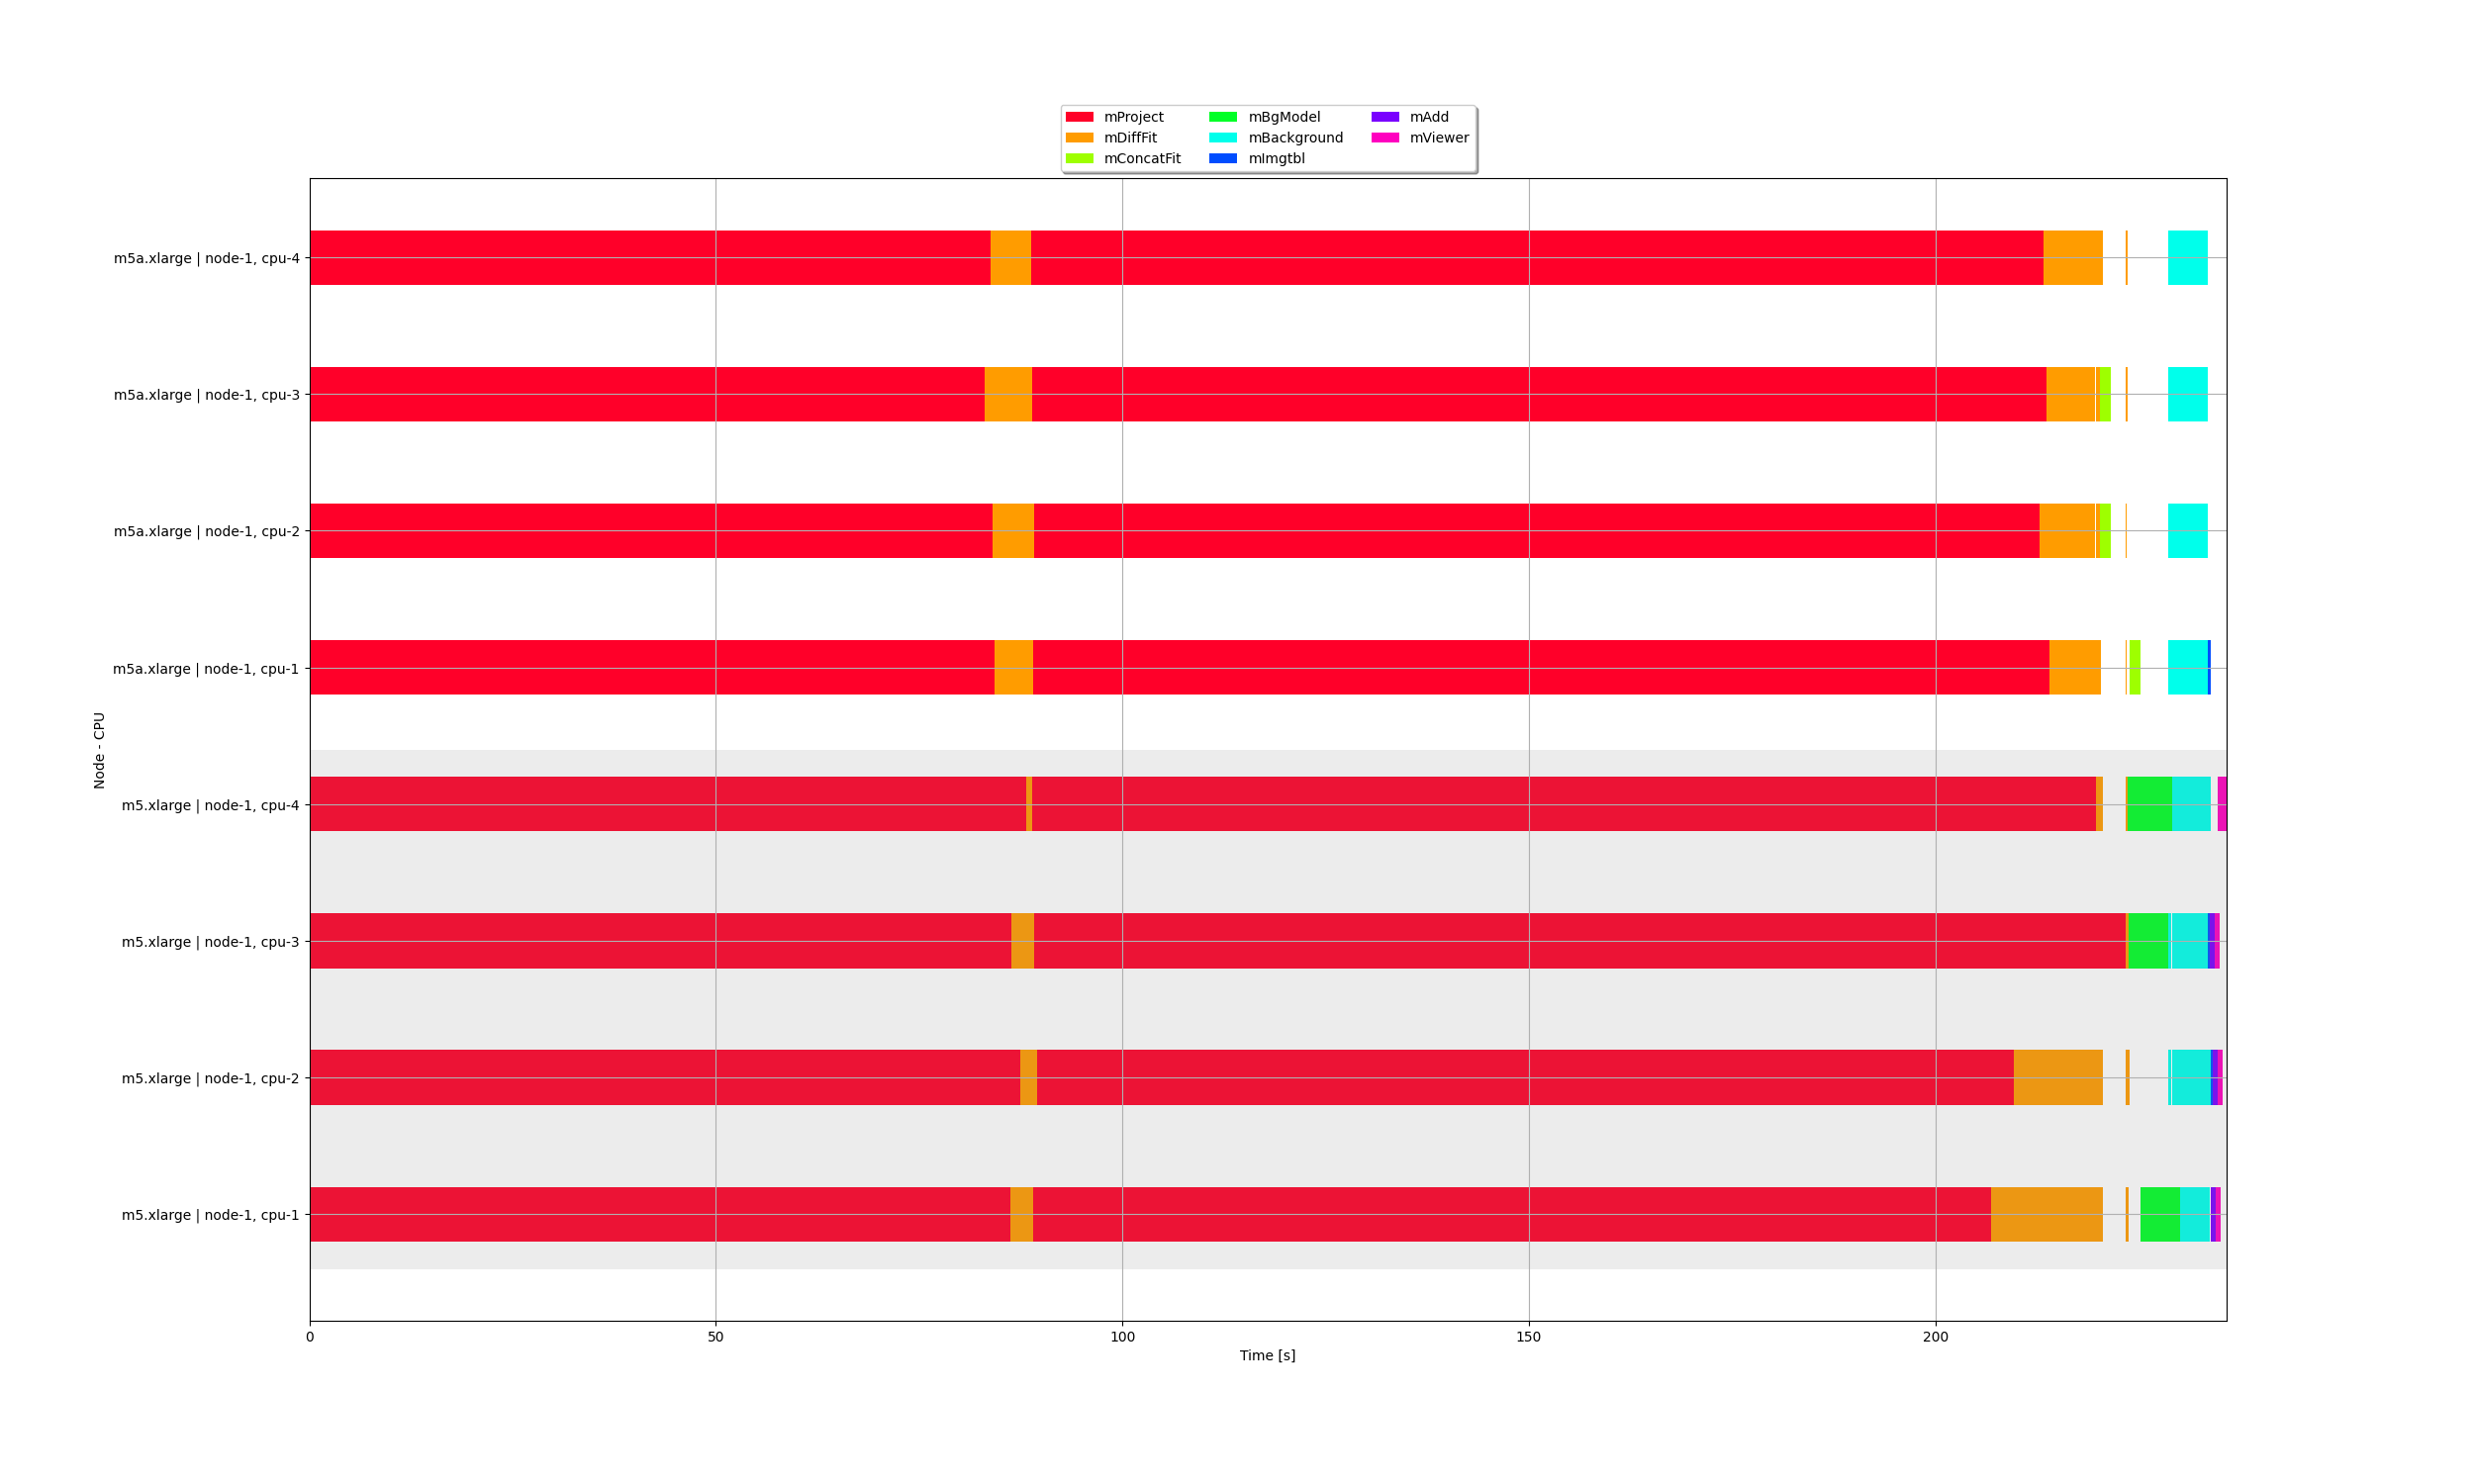 mProject
mDiffFit
mConcatFit
mBgModel
mBackground
mImgtbl
mAdd
mViewer
m5a.xlarge | node-1, cpu-4
m5a.xlarge | node-1, cpu-3
m5a.xlarge | node-1, cpu-2
m5a.xlarge | node-1, cpu-1
m5.xlarge | node-1, cpu-4
m5.xlarge | node-1, cpu-3
m5.xlarge | node-1, cpu-2
m5.xlarge | node-1, cpu-1
Node - CPU
0 50 100 150 200
Time [s]